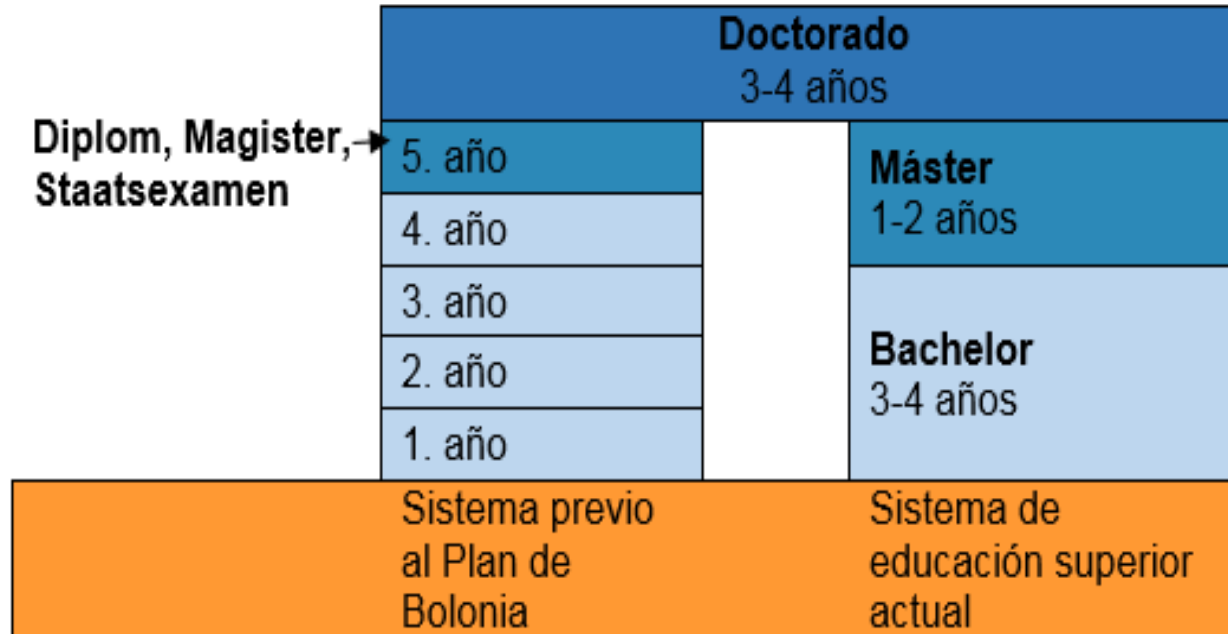 Doctorado
3-4 años
Diplom, Magister,
Staatsexamen
5. año
4. año
3. año
2. año
1. año
Máster
1-2 años
Bachelor
3-4 años
Sistema previo
al Plan de
Bolonia
Sistema de
educación superior
actual